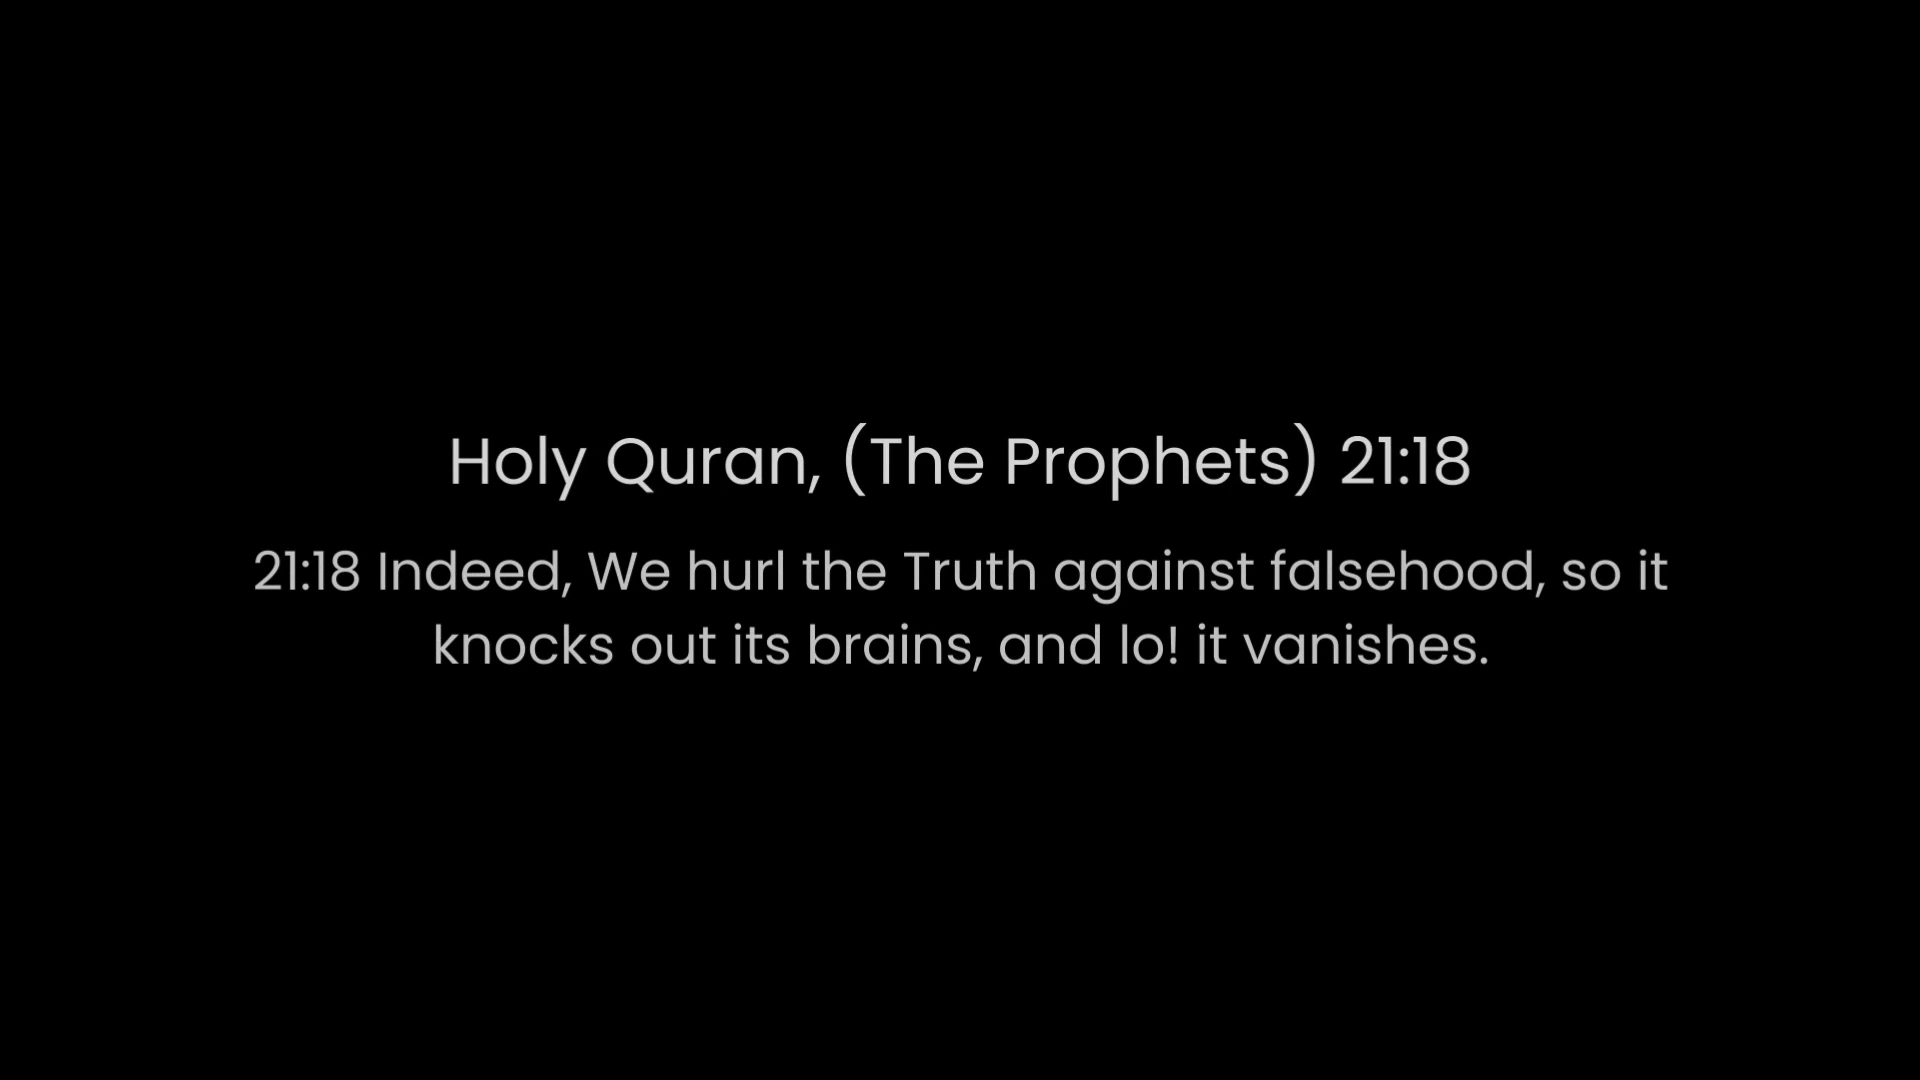 Holy Quran, (The Prophets) 21:18
21:18 Indeed, We hurl the Truth against falsehood, so it
knocks out its brains, and lo! it vanishes.